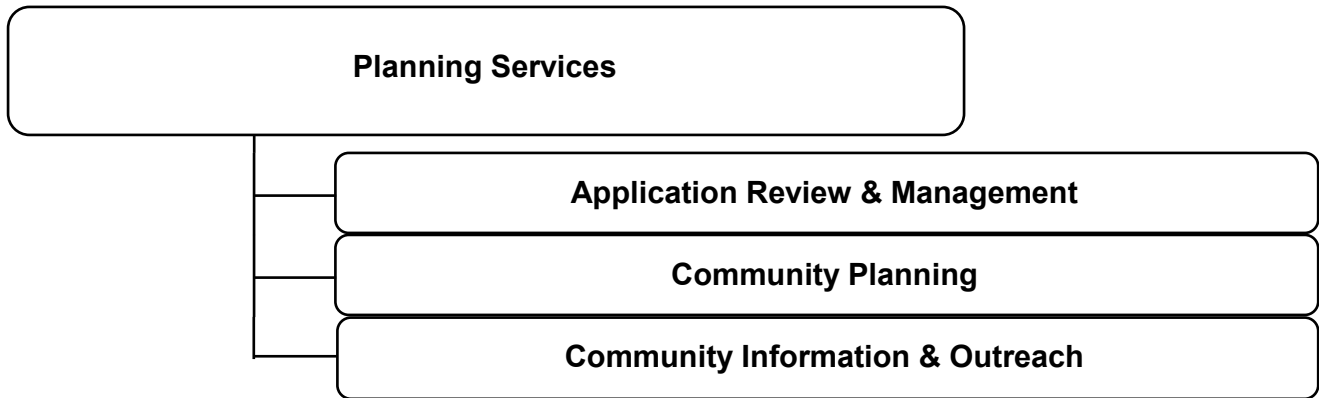 Planning Services
Application Review & Management
Community Planning
Community Information & Outreach